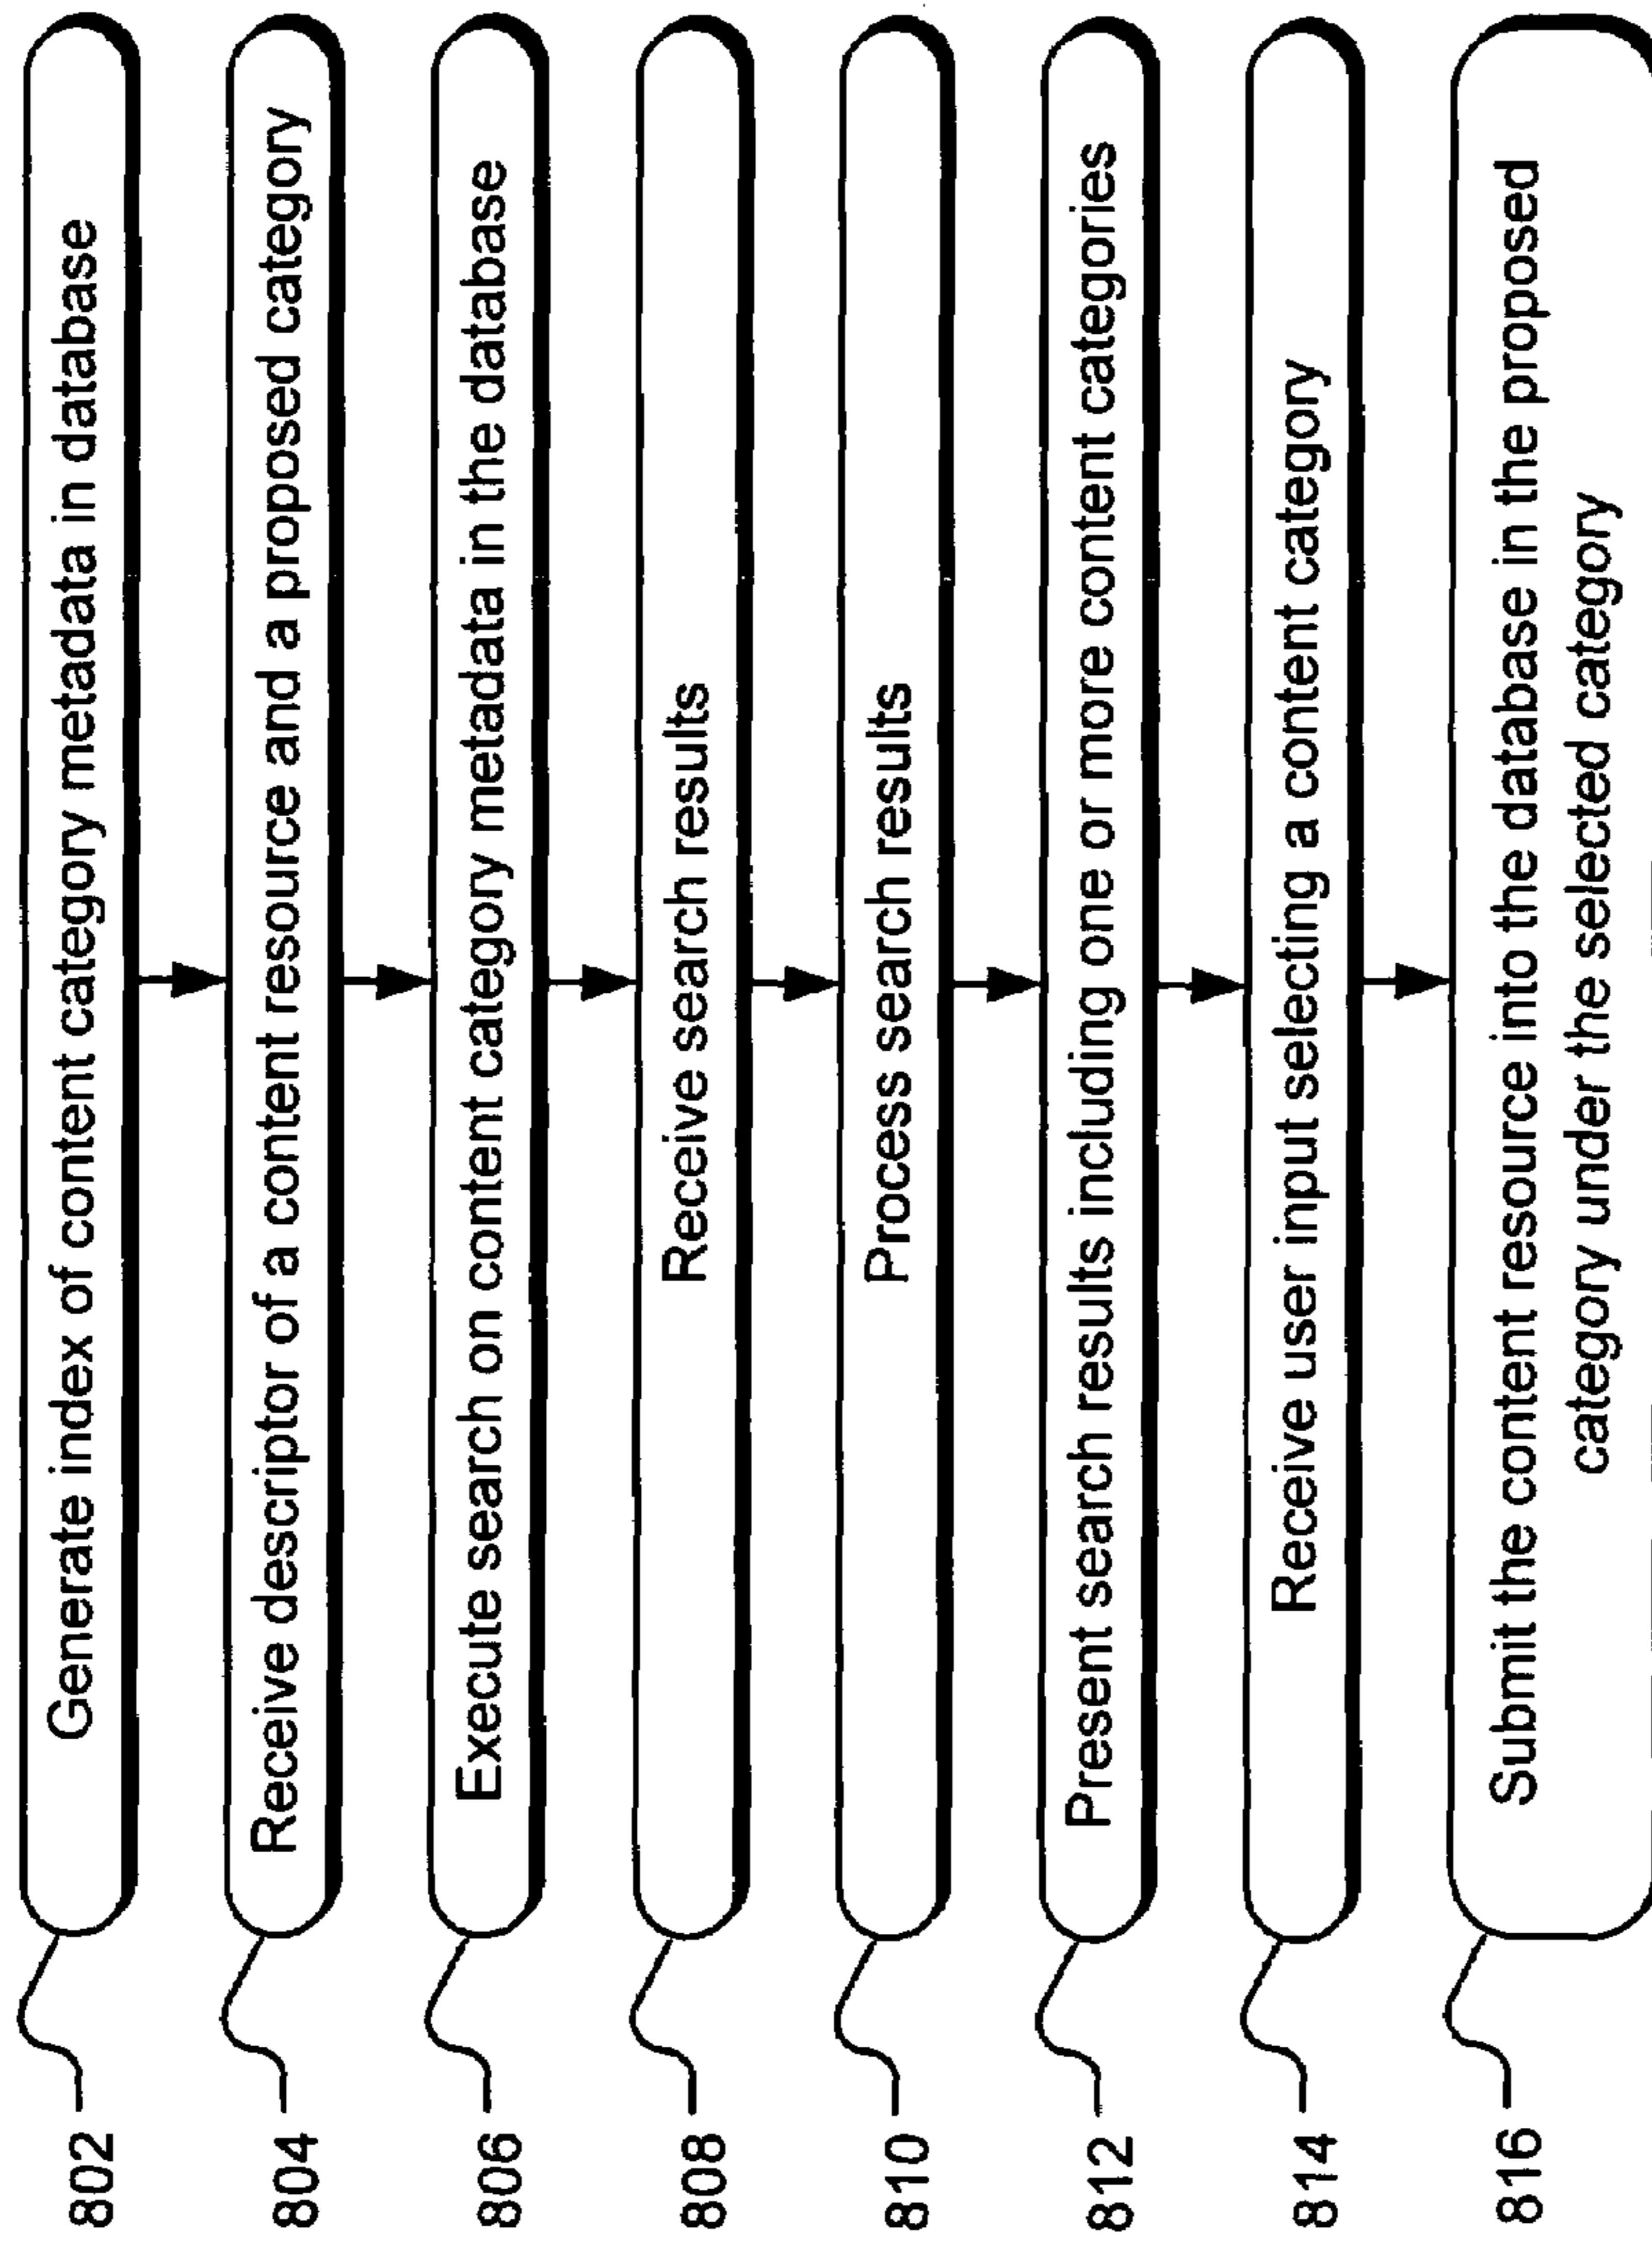 802
Generate index of content category metadata in database
804
Receive descriptor of a content resource and a proposed category
806
Execute search on content category metadata in the database
808
Receive search results
810
Process search results
812
Present search results including one or more content categories
814
Receive user input selecting a content category
816
Submit the content resource into the database in the proposed
category under the selected category